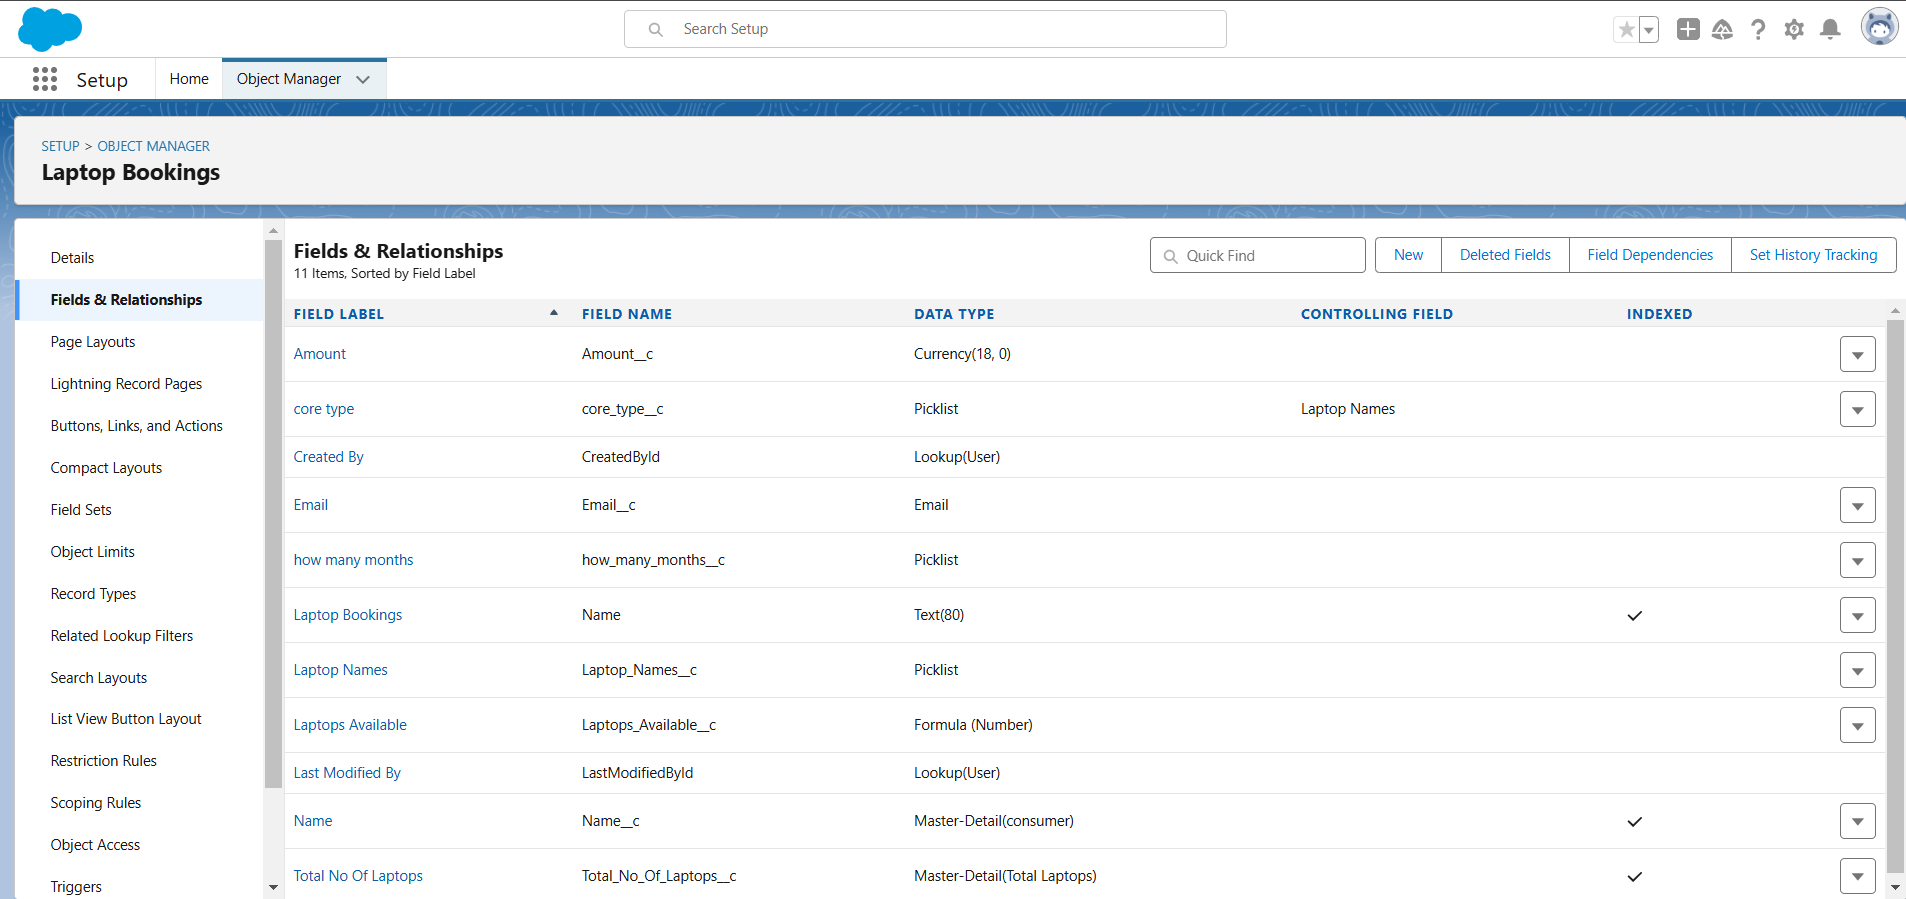 Search Setup
Setup
Home
Object Manager
SETUP > OBJECT MANAGER
Laptop Bookings
Details
Fields & Relationships
Page Layouts
Lightning Record Pages
Buttons, Links, and Actions
Compact Layouts
Field Sets
Object Limits
Record Types
Related Lookup Filters
Search Layouts
List View Button Layout
Restriction Rules
Scoping Rules
Object Access
Triggers
Fields & Relationships
11 Items, Sorted by Field Label
Quick Find
New
Deleted Fields
Field Dependencies
Set History Tracking
FIELD LABEL FIELD NAME DATA TYPE CONTROLLING FIELD INDEXED
Amount Amount__c Currency(18, 0)
core type core_type__c Picklist Laptop Names
Created By CreatedById Lookup(User)
Email Email__c Email
how many months how_many_months__c Picklist
Laptop Bookings Name Text(80)
Laptop Names Laptop_Names__c Picklist
Laptops Available Laptops_Available__c Formula (Number)
Last Modified By LastModifiedById Lookup(User)
Name Name__c Master-Detail(consumer)
Total No Of Laptops Total_No_Of_Laptops__c Master-Detail(Total Laptops)